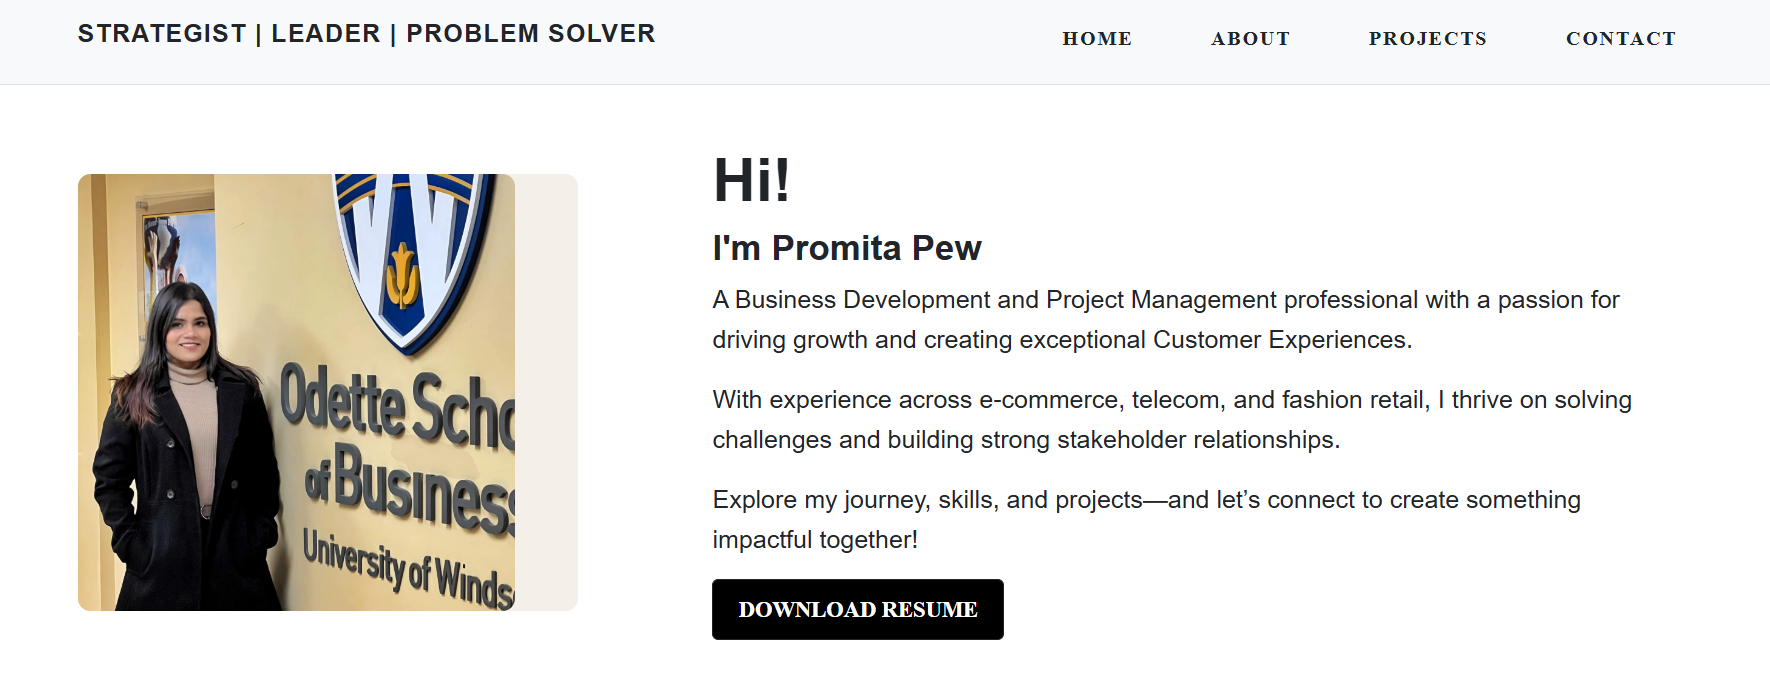 STRATEGIST | LEADER | PROBLEM SOLVER
HOME ABOUT PROJECTS CONTACT
W
Odette Scho
of Business
University of Winds
Hi!
I'm Promita Pew
A Business Development and Project Management professional with a passion for
driving growth and creating exceptional Customer Experiences.
With experience across e-commerce, telecom, and fashion retail, I thrive on solving
challenges and building strong stakeholder relationships.
Explore my journey, skills, and projects—and let’s connect to create something
impactful together!
DOWNLOAD RESUME